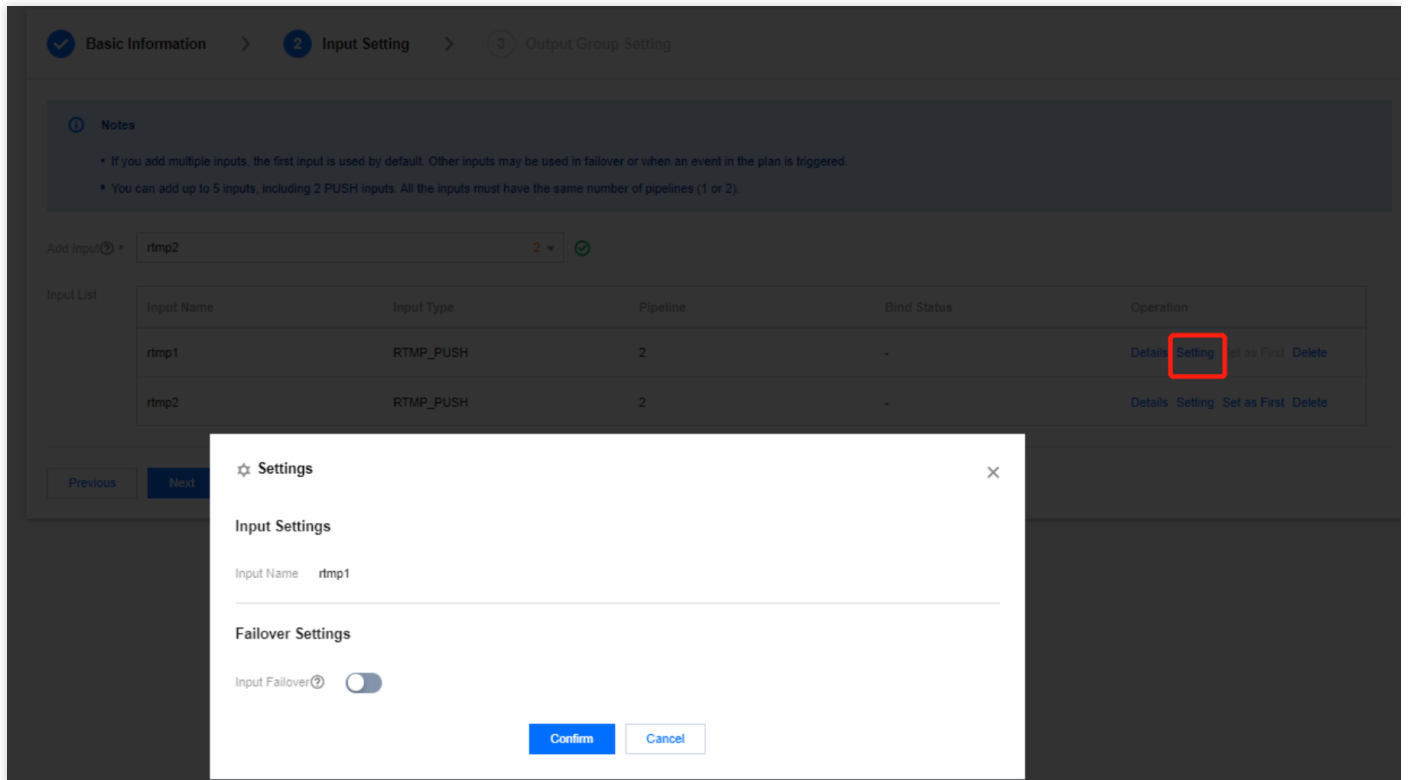 Basic Information > 2 Input Setting > 3 Output Group Setting
Notes
• If you add multiple inputs, the first input is used by default. Other inputs may be used in failover or when an event in the plan is triggered.
• You can add up to 5 inputs, including 2 PUSH inputs. All the inputs must have the same number of pipelines (1 or 2).
Add Input * rtmp2 2
Input List
Input Name Input Type Pipeline Bind Status Operation
rtmp1 RTMP_PUSH 2 - Details Setting Set as First Delete
rtmp2 RTMP_PUSH 2 - Details Setting Set as First Delete
Previous Next
Settings
Input Settings
Input Name rtmp1
Failover Settings
Input Failover
Confirm Cancel